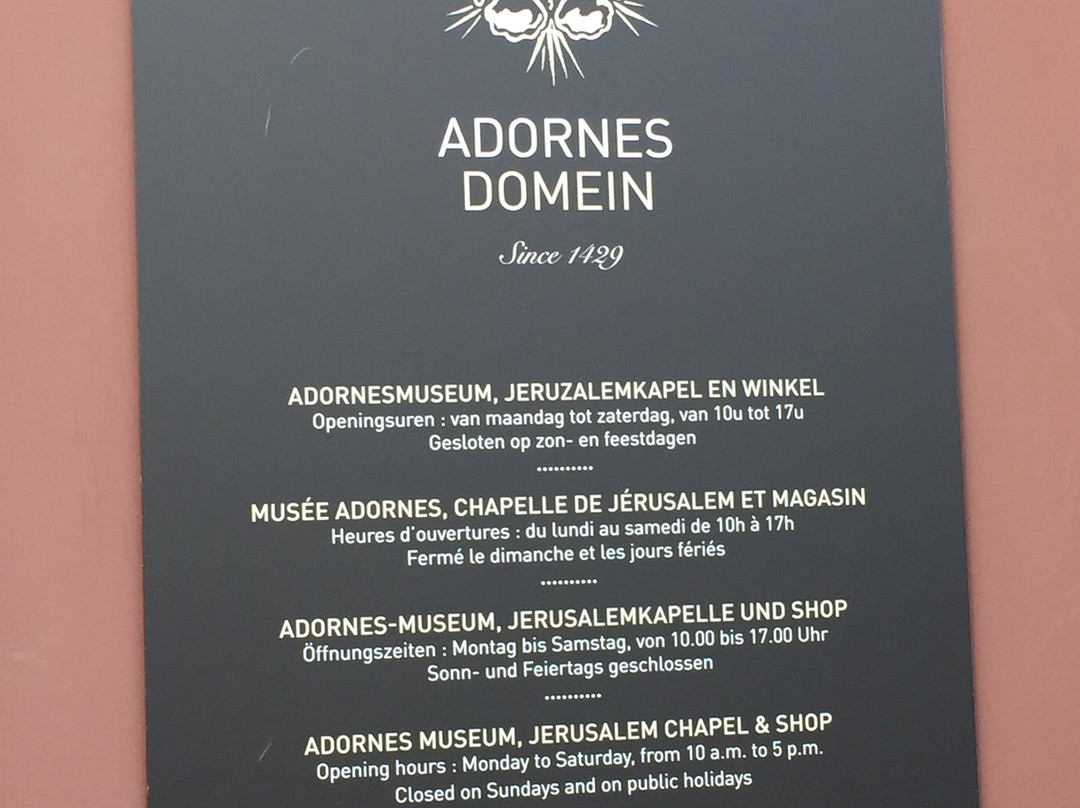 ADORNES
DOMEIN
Since 1429
ADORNESMUSEUM, JERUZALEMKAPEL EN WINKEL
Openingsuren : van maandag tot zaterdag, van 10u tot 17u
Gesloten op zon- en feestdagen
MUSÉE ADORNES, CHAPELLE DE JÉRUSALEM ET MAGASIN
Heures d'ouvertures : du lundi au samedi de 10h à 17h
Fermé le dimanche et les jours fériés
ADORNES-MUSEUM, JERUSALEMKAPELLE UND SHOP
Öffnungszeiten : Montag bis Samstag, von 10.00 bis 17.00 Uhr
Sonn- und Feiertags geschlossen
ADORNES MUSEUM, JERUSALEM CHAPEL & SHOP
Opening hours : Monday to Saturday, from 10 a.m. to 5 p.m.
Closed on Sundays and on public holidays